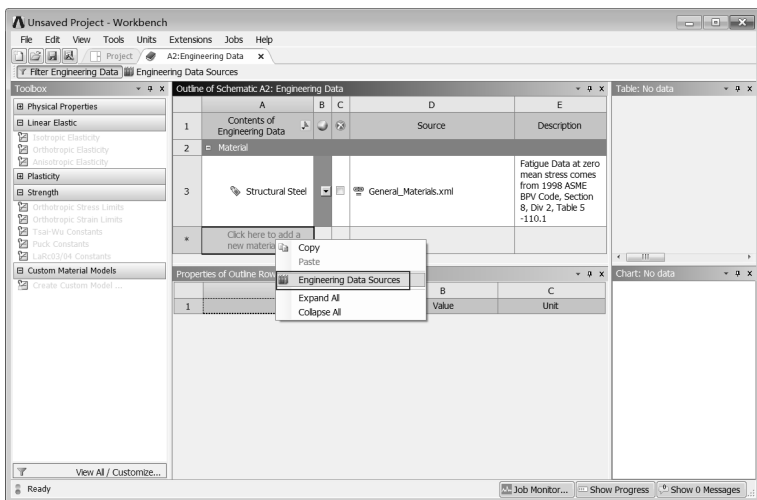 Unsaved Project - Workbench
File Edit View Tools Units Extensions Jobs Help
Project A2:Engineering Data x
Filter Engineering Data Engineering Data Sources
Toolbox
Physical Properties
Linear Elastic
Isotropic Elasticity
Orthotropic Elasticity
Anisotropic Elasticity
Plasticity
Strength
Orthotropic Stress Limits
Orthotropic Strain Limits
Tsai-Wu Constants
Puck Constants
LaRc03/04 Constants
Custom Material Models
Create Custom Model ...
View All / Customize...
Outline of Schematic A2: Engineering Data
A B C D E
1 Contents of Engineering Data Source Description
2 Material
3 Structural Steel General_Materials.xml
Fatigue Data at zero
mean stress comes
from 1998 ASME
BPV Code, Section
8, Div 2, Table 5
-110.1
* Click here to add a
new materia
Copy
Paste
Engineering Data Sources
Expand All
Collapse All
Properties of Outline Row
B C
1 Value Unit
Table: No data
Chart: No data
Ready
Job Monitor... Show Progress Show 0 Messages